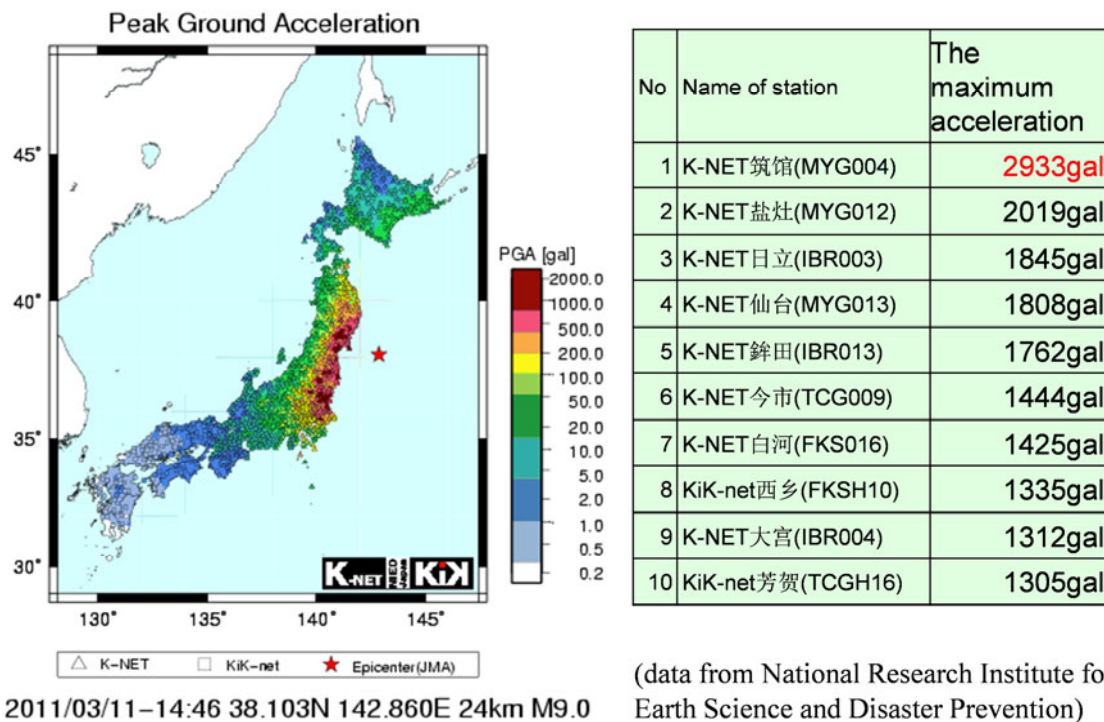 Peak Ground Acceleration
45°
40°
35°
30°
130°
135°
140°
145°
PGA [gal]
2000.0
1000.0
500.0
200.0
100.0
50.0
20.0
10.0
5.0
2.0
1.0
0.5
0.2
K-NET
NIED
KiK
K-NET
KiK-net
Epicenter(JMA)
2011/03/11-14:46 38.103N 142.860E 24km M9.0
No Name of station The maximum acceleration
1 K-NET筑馆(MYG004) 2933gal
2 K-NET盐灶(MYG012) 2019gal
3 K-NET日立(IBR003) 1845gal
4 K-NET仙台(MYG013) 1808gal
5 K-NET鉾田(IBR013) 1762gal
6 K-NET今市(TCG009) 1444gal
7 K-NET白河(FKS016) 1425gal
8 KiK-net西乡(FKSH10) 1335gal
9 K-NET大宫(IBR004) 1312gal
10 KiK-net芳贺(TCGH16) 1305gal
(data from National Research Institute fo
Earth Science and Disaster Prevention)